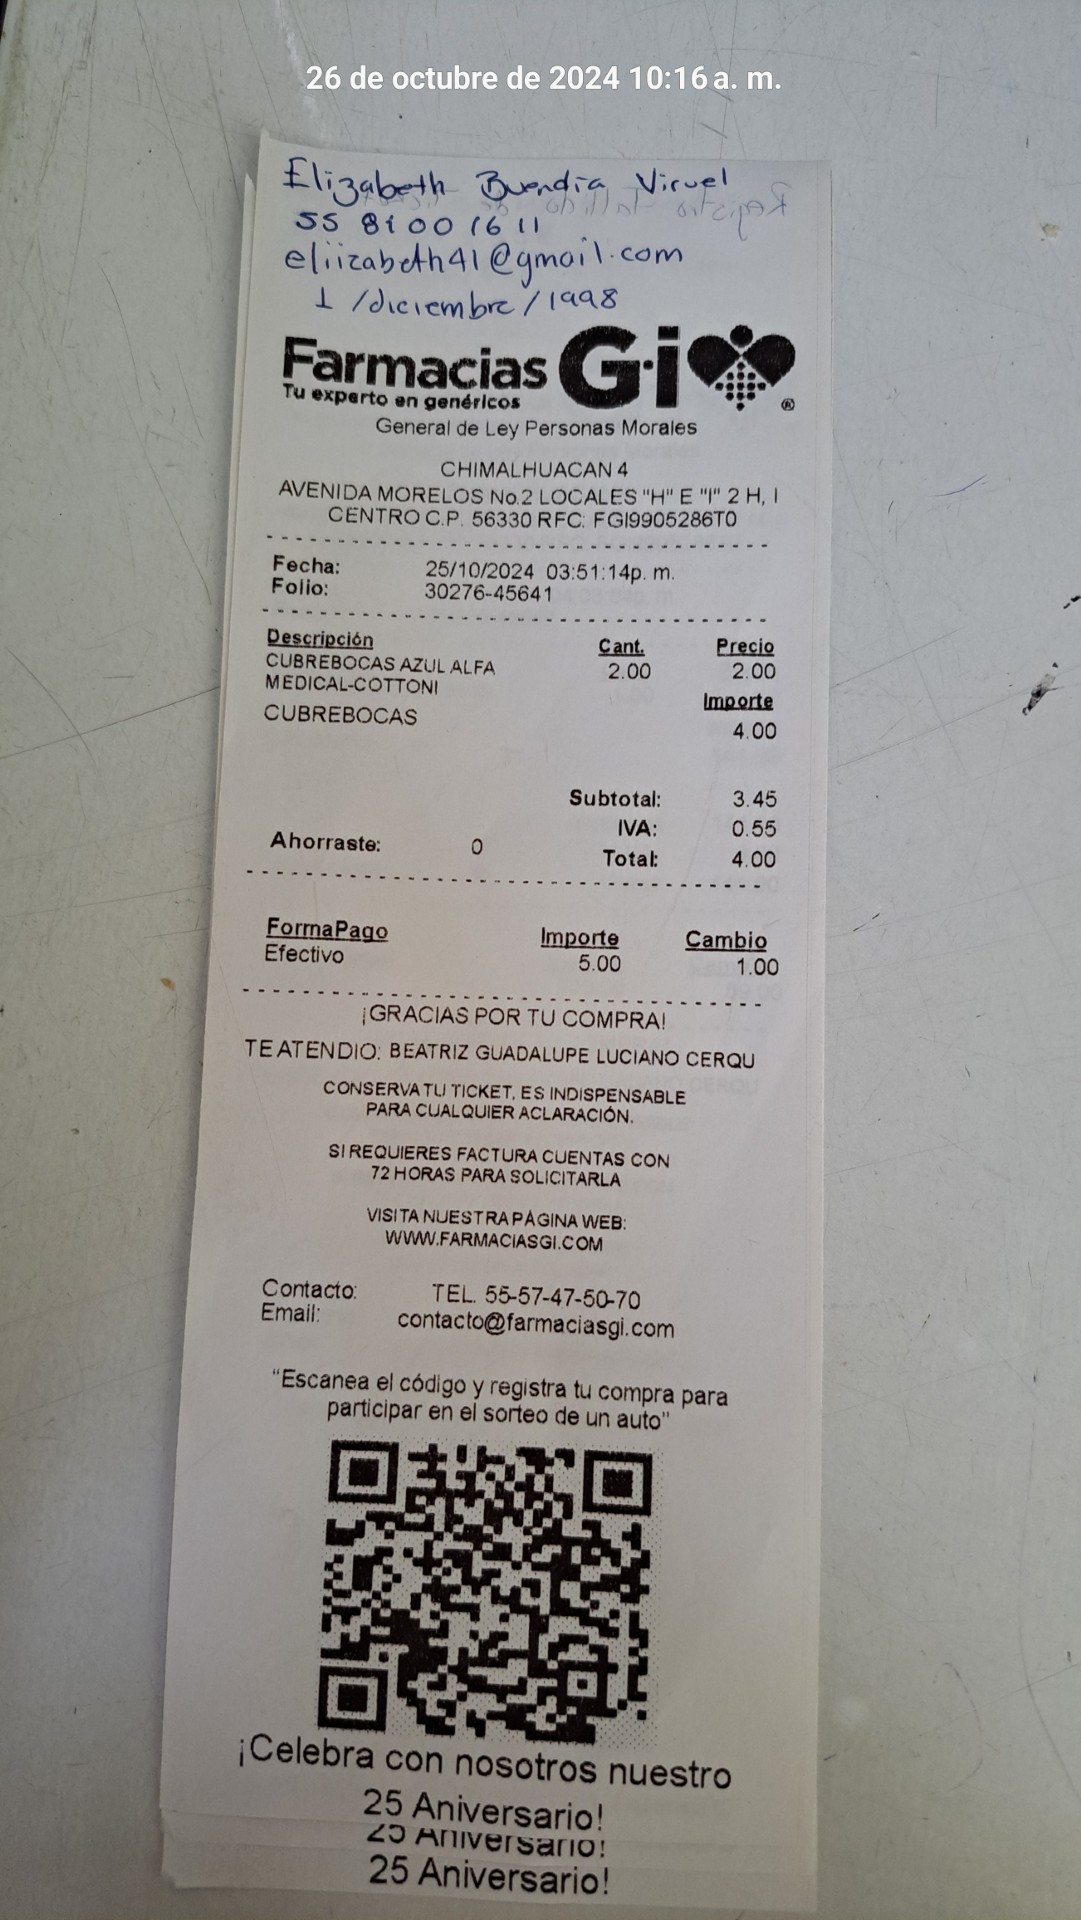 26 de octubre de 2024 10:16 a. m.
Elizabeth Buendía Viruel
55 8100 16 11
eliizabeth41@gmail.com
1 /diciembre/1998
Farmacias Gi
Tu experto en genéricos
®
General de Ley Personas Morales
CHIMALHUACAN 4
AVENIDA MORELOS No.2 LOCALES "H" E "I" 2 H, I
CENTRO C.P. 56330 RFC: FGI9905286T0
Fecha: 25/10/2024 03:51:14p. m.
Folio: 30276-45641
Descripción Cant. Precio
CUBREBOCAS AZUL ALFA 2.00 2.00
MEDICAL-COTTONI Importe
CUBREBOCAS 4.00
Subtotal: 3.45
IVA: 0.55
Ahorraste: 0 Total: 4.00
FormaPago Importe Cambio
Efectivo 5.00 1.00
¡GRACIAS POR TU COMPRA!
TE ATENDIO: BEATRIZ GUADALUPE LUCIANO CERQU
CONSERVA TU TICKET, ES INDISPENSABLE
PARA CUALQUIER ACLARACIÓN.
SI REQUIERES FACTURA CUENTAS CON
72 HORAS PARA SOLICITARLA
VISITA NUESTRA PÁGINA WEB:
WWW.FARMACIASGI.COM
Contacto: TEL. 55-57-47-50-70
Email: contacto@farmaciasgi.com
"Escanea el código y registra tu compra para
participar en el sorteo de un auto"
¡Celebra con nosotros nuestro
25 Aniversario!
25 Aniversario!
25 Aniversario!